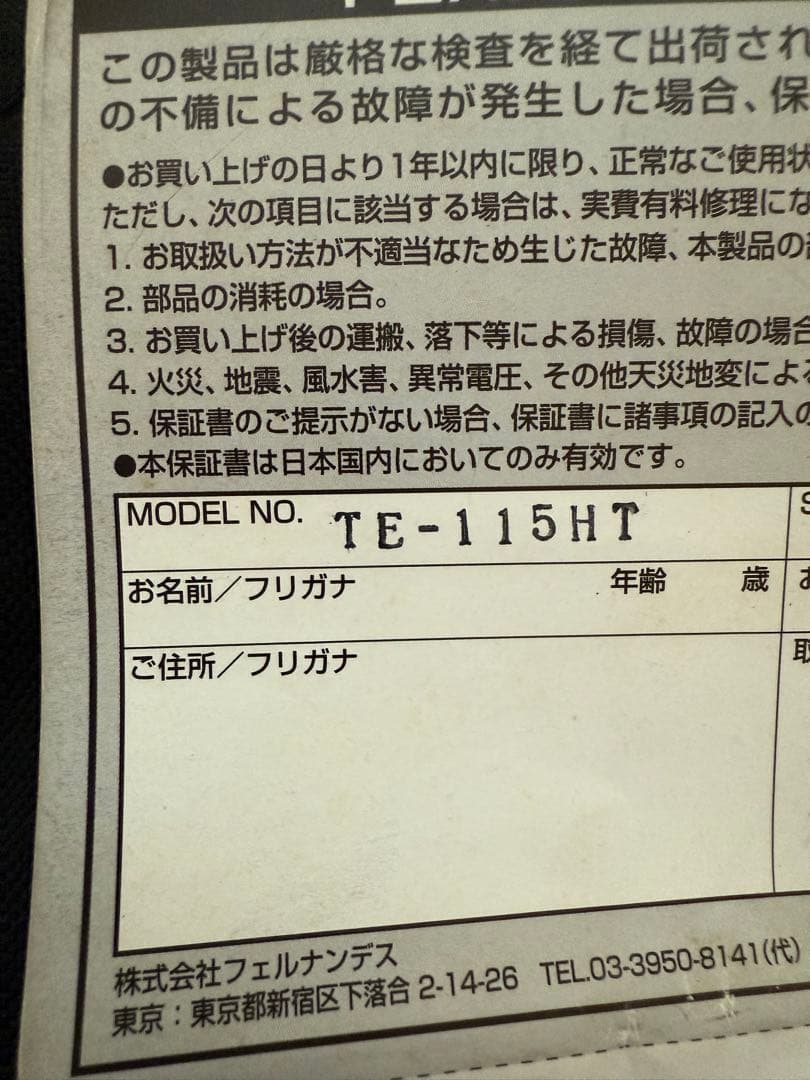 この製品は厳格な検査を経て出荷され
の不備による故障が発生した場合、保
●お買い上げの日より1年以内に限り、正常なご使用状
ただし、次の項目に該当する場合は、実費有料修理にな
1. お取扱い方法が不適当なため生じた故障、本製品の
2. 部品の消耗の場合。
3. お買い上げ後の運搬、落下等による損傷、故障の場合
4. 火災、地震、風水害、異常電圧、その他天災地変による
5. 保証書のご提示がない場合、保証書に諸事項の記入の
●本保証書は日本国内においてのみ有効です。
MODEL NO. TE-115HT S
お名前／フリガナ 年齢 歳 お
ご住所／フリガナ 取
株式会社フェルナンデス
東京：東京都新宿区下落合 2-14-26 TEL.03-3950-8141(代)